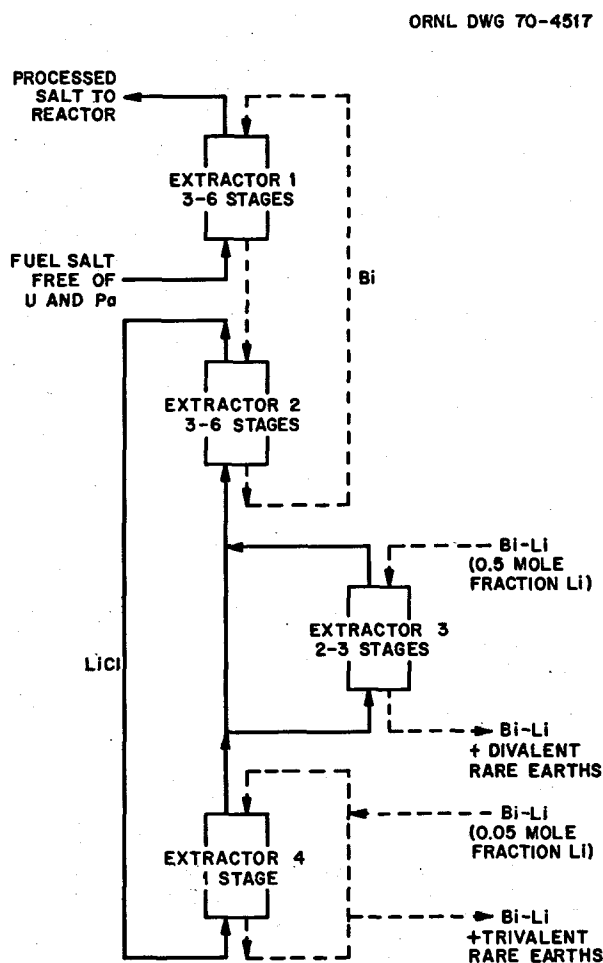 ORNL DWG 70-4517
PROCESSED
SALT TO
REACTOR
EXTRACTOR 1
3-6 STAGES
FUEL SALT
FREE OF
U AND Pa
Bi
EXTRACTOR 2
3-6 STAGES
Bi-Li
(0.5 MOLE
FRACTION Li)
EXTRACTOR 3
2-3 STAGES
LiCl
Bi-Li
+ DIVALENT
RARE EARTHS
Bi-Li
(0.05 MOLE
FRACTION Li)
EXTRACTOR 4
1 STAGE
Bi-Li
+TRIVALENT
RARE EARTHS